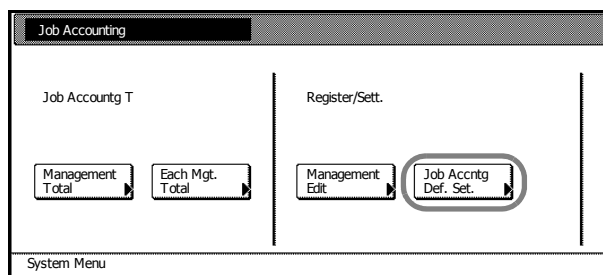 Job Accounting
Job Accountg T
Register/Sett.
Management
Total
Each Mgt.
Total
Management
Edit
Job Accntg
Def. Set.
System Menu